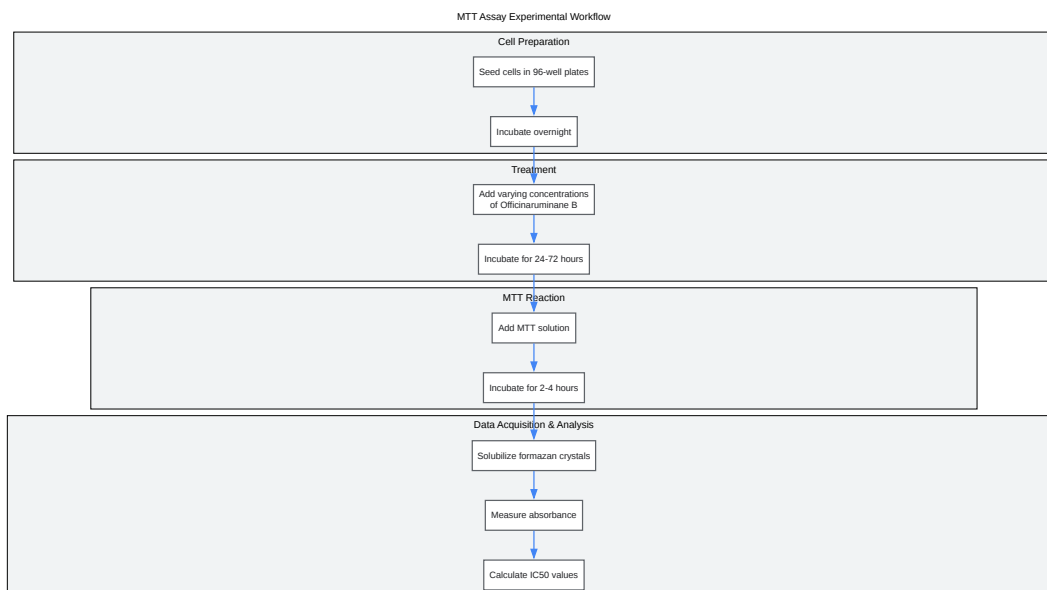 MTT Assay Experimental Workflow
Cell Preparation
Seed cells in 96-well plates
Incubate overnight
Treatment
Add varying concentrations
of Officinaruminane B
Incubate for 24-72 hours
MTT Reaction
Add MTT solution
Incubate for 2-4 hours
Data Acquisition & Analysis
Solubilize formazan crystals
Measure absorbance
Calculate IC50 values